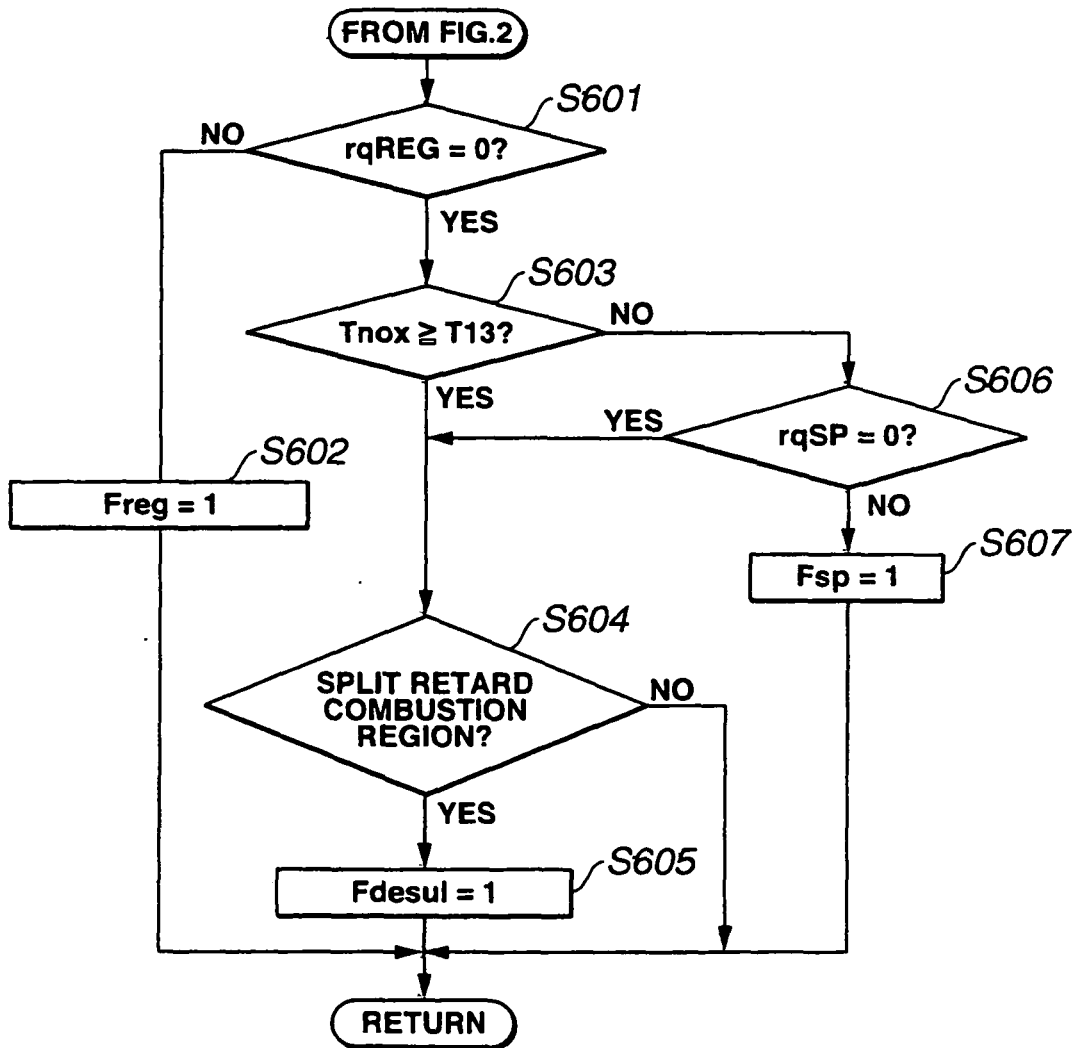 FROM FIG.2
S601
NO
rqREG = 0?
YES
S603
NO
Tnox ≧ T13?
YES
S606
YES
rqSP = 0?
S602
NO
Freg = 1
S607
Fsp = 1
S604
SPLIT RETARD
COMBUSTION
REGION?
NO
YES
S605
Fdesul = 1
RETURN